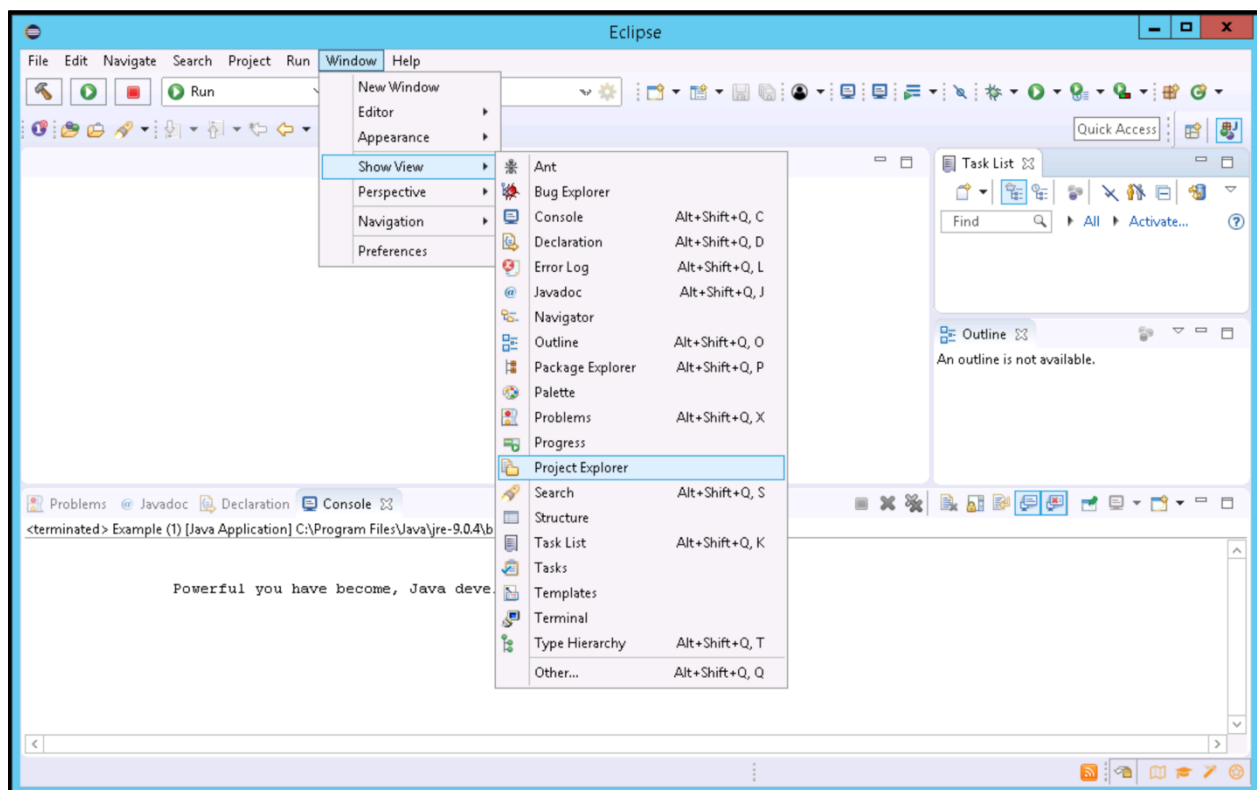 Eclipse
File Edit Navigate Search Project Run Window Help
Run
New Window
Editor
Appearance
Show View
Perspective
Navigation
Preferences
Quick Access
Ant
Bug Explorer
Console Alt+Shift+Q, C
Declaration Alt+Shift+Q, D
Error Log Alt+Shift+Q, L
Javadoc Alt+Shift+Q, J
Navigator
Outline Alt+Shift+Q, O
Package Explorer Alt+Shift+Q, P
Palette
Problems Alt+Shift+Q, X
Progress
Project Explorer
Search Alt+Shift+Q, S
Structure
Task List Alt+Shift+Q, K
Tasks
Templates
Terminal
Type Hierarchy Alt+Shift+Q, T
Other... Alt+Shift+Q, Q
Task List
Find All Activate...
Outline
An outline is not available.
Problems Javadoc Declaration Console
<terminated> Example (1) [Java Application] C:\Program Files\Java\jre-9.0.4\b
Powerful you have become, Java deve